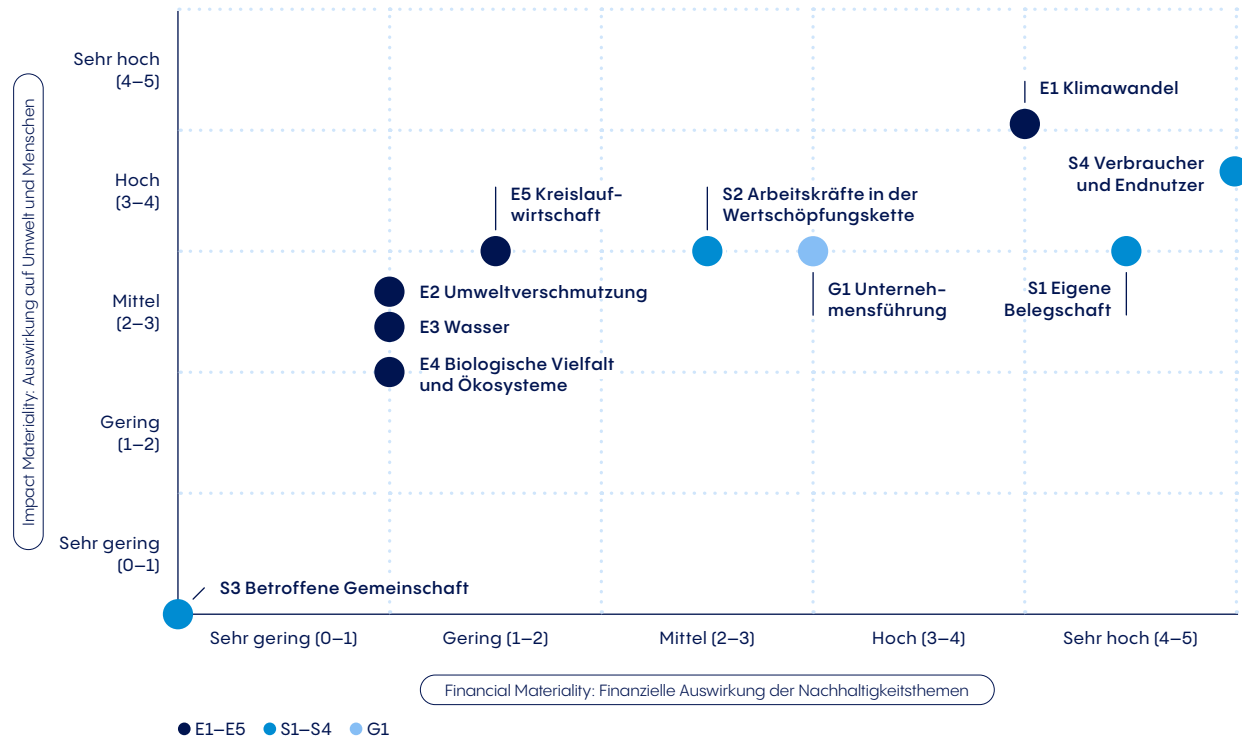 Impact Materiality: Auswirkung auf Umwelt und Menschen
Sehr hoch
(4–5)
Hoch
(3–4)
Mittel
(2–3)
Gering
(1–2)
Sehr gering
(0–1)
E1 Klimawandel
S4 Verbraucher
und Endnutzer
E5 Kreislauf-
wirtschaft
S2 Arbeitskräfte in der
Wertschöpfungskette
E2 Umweltverschmutzung
E3 Wasser
E4 Biologische Vielfalt
und Ökosysteme
G1 Unterneh-
mensführung
S1 Eigene
Belegschaft
S3 Betroffene Gemeinschaft
Sehr gering (0–1)
Gering (1–2)
Mittel (2–3)
Hoch (3–4)
Sehr hoch (4–5)
Financial Materiality: Finanzielle Auswirkung der Nachhaltigkeitsthemen
E1–E5
S1–S4
G1